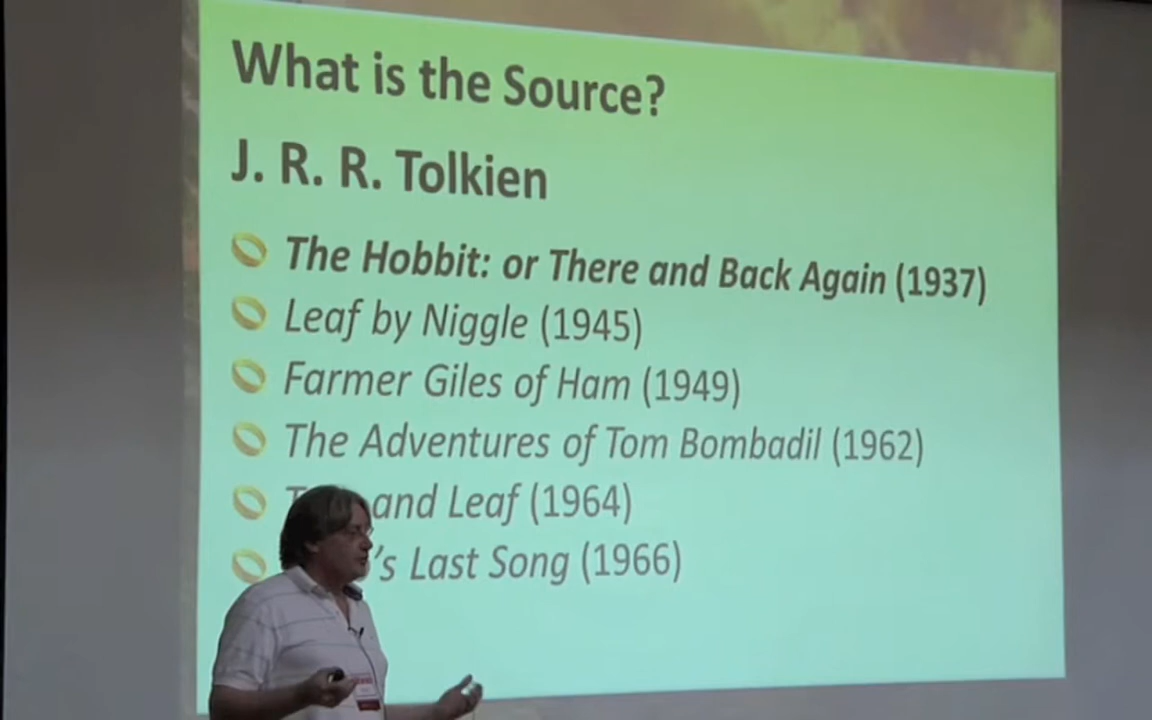 What is the Source?
J. R. R. Tolkien
The Hobbit: or There and Back Again (1937)
Leaf by Niggle (1945)
Farmer Giles of Ham (1949)
The Adventures of Tom Bombadil (1962)
and Leaf (1964)
's Last Song (1966)